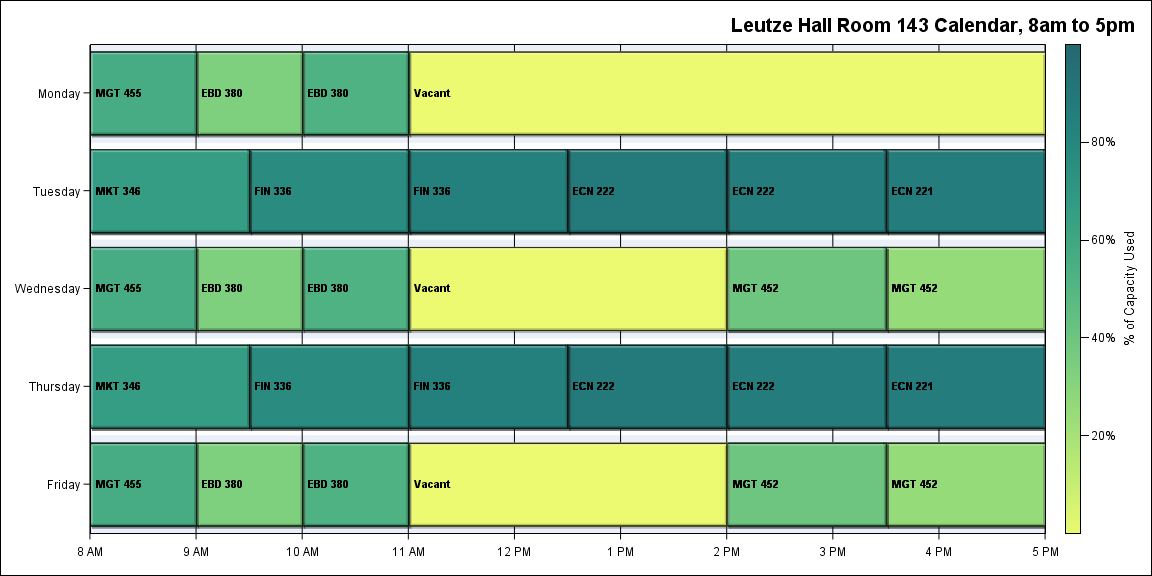 Leutze Hall Room 143 Calendar, 8am to 5pm
Monday
MGT 455
EBD 380
EBD 380
Vacant
Tuesday
MKT 346
FIN 336
FIN 336
ECN 222
ECN 222
ECN 221
Wednesday
MGT 455
EBD 380
EBD 380
Vacant
MGT 452
MGT 452
Thursday
MKT 346
FIN 336
FIN 336
ECN 222
ECN 222
ECN 221
Friday
MGT 455
EBD 380
EBD 380
Vacant
MGT 452
MGT 452
8 AM
9 AM
10 AM
11 AM
12 PM
1 PM
2 PM
3 PM
4 PM
5 PM
80%
60%
40%
20%
% of Capacity Used